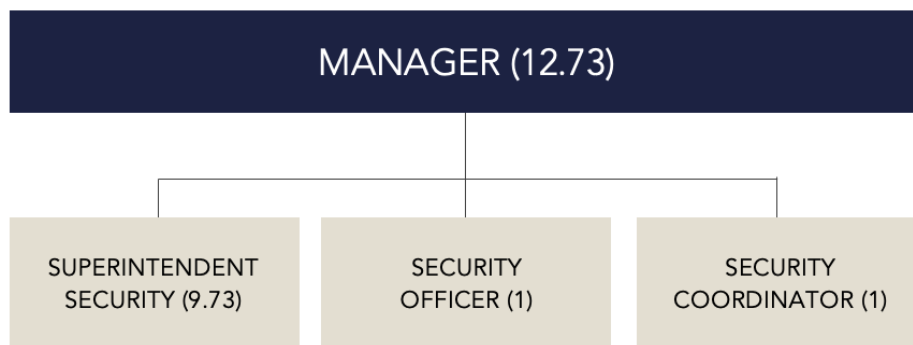 MANAGER (12.73)
SUPERINTENDENT
SECURITY (9.73)
SECURITY
OFFICER (1)
SECURITY
COORDINATOR (1)